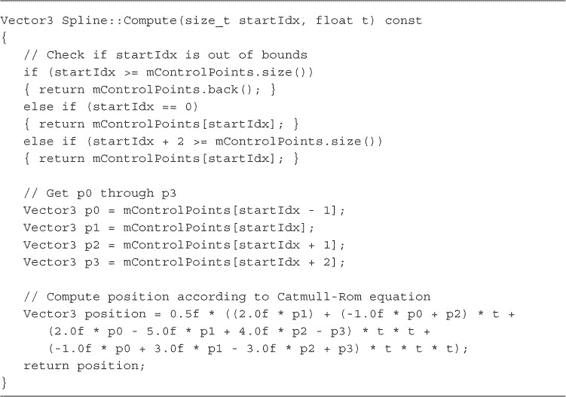 Vector3 Spline::Compute(size_t startIdx, float t) const
{
   // Check if startIdx is out of bounds
   if (startIdx >= mControlPoints.size())
   { return mControlPoints.back(); }
   else if (startIdx == 0)
   { return mControlPoints[startIdx]; }
   else if (startIdx + 2 >= mControlPoints.size())
   { return mControlPoints[startIdx]; }

   // Get p0 through p3
   Vector3 p0 = mControlPoints[startIdx - 1];
   Vector3 p1 = mControlPoints[startIdx];
   Vector3 p2 = mControlPoints[startIdx + 1];
   Vector3 p3 = mControlPoints[startIdx + 2];

   // Compute position according to Catmull-Rom equation
   Vector3 position = 0.5f * ((2.0f * p1) + (-1.0f * p0 + p2) * t +
      (2.0f * p0 - 5.0f * p1 + 4.0f * p2 - p3) * t * t +
      (-1.0f * p0 + 3.0f * p1 - 3.0f * p2 + p3) * t * t * t);
   return position;
}